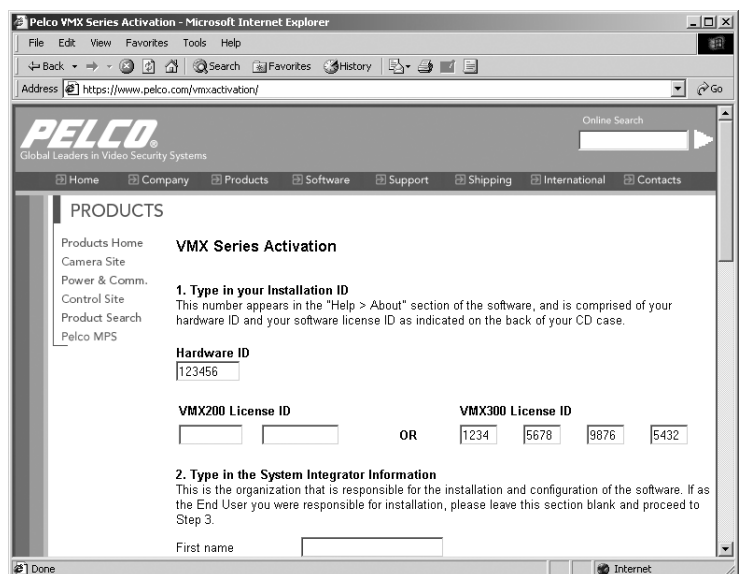 Pelco VMX Series Activation - Microsoft Internet Explorer
File Edit View Favorites Tools Help
Back Search Favorites History
Address https://www.pelco.com/vmxactivation/ Go
PELCO®
Global Leaders in Video Security Systems
Online Search
Home Company Products Software Support Shipping International Contacts
PRODUCTS
Products Home
Camera Site
Power & Comm.
Control Site
Product Search
Pelco MPS
VMX Series Activation
1. Type in your Installation ID
This number appears in the "Help > About" section of the software, and is comprised of your
hardware ID and your software license ID as indicated on the back of your CD case.
Hardware ID
123456
VMX200 License ID VMX300 License ID
OR 1234 5678 9876 5432
2. Type in the System Integrator Information
This is the organization that is responsible for the installation and configuration of the software. If as
the End User you were responsible for installation, please leave this section blank and proceed to
Step 3.
First name
Done Internet